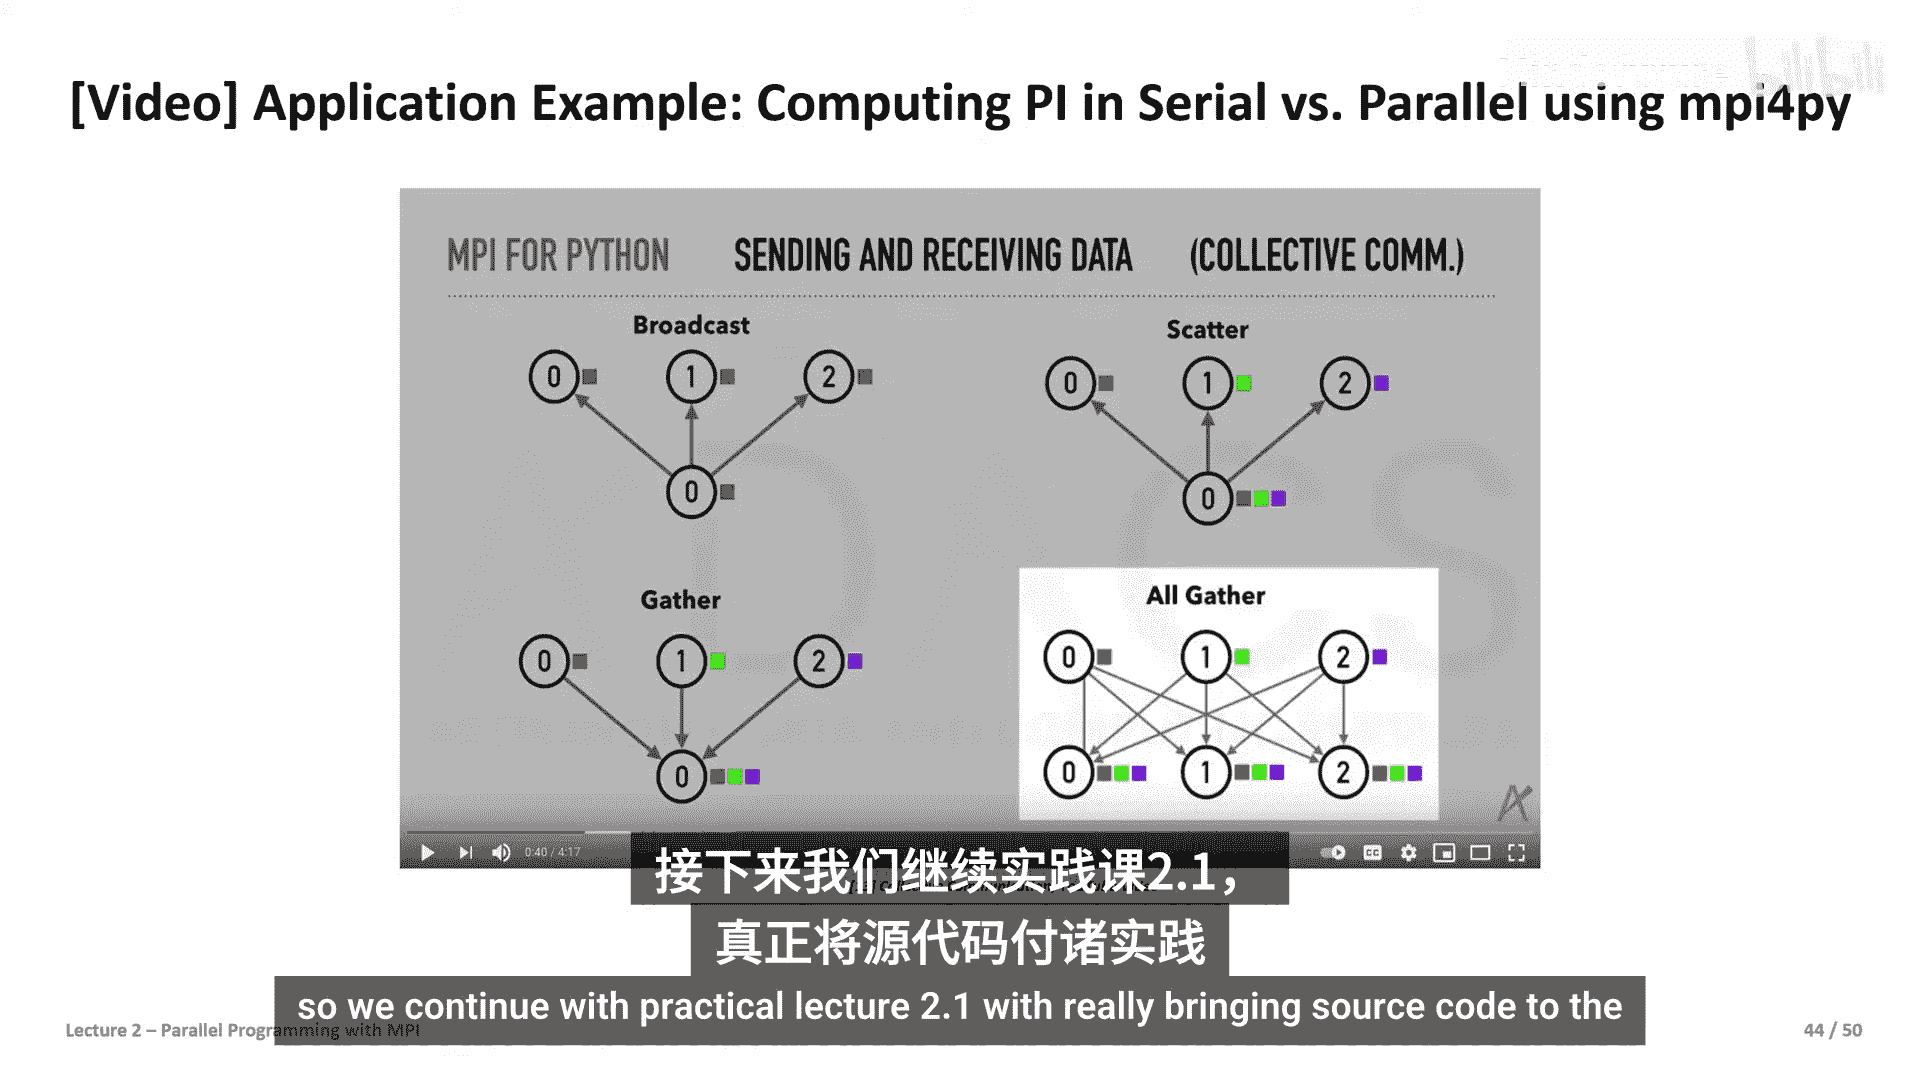 bilibili
[Video] Application Example: Computing PI in Serial vs. Parallel using mpi4py
MPI FOR PYTHON SENDING AND RECEIVING DATA (COLLECTIVE COMM.)
Broadcast
0 1 2
0
Scatter
0 1 2
0
Gather
0 1 2
0
All Gather
0 1 2
0 1 2
0:40 / 4:17
CC
接下来我们继续实践课2.1，
真正将源代码付诸实践
so we continue with practical lecture 2.1 with really bringing source code to the
Lecture 2 – Parallel Programming with MPI
44 / 50